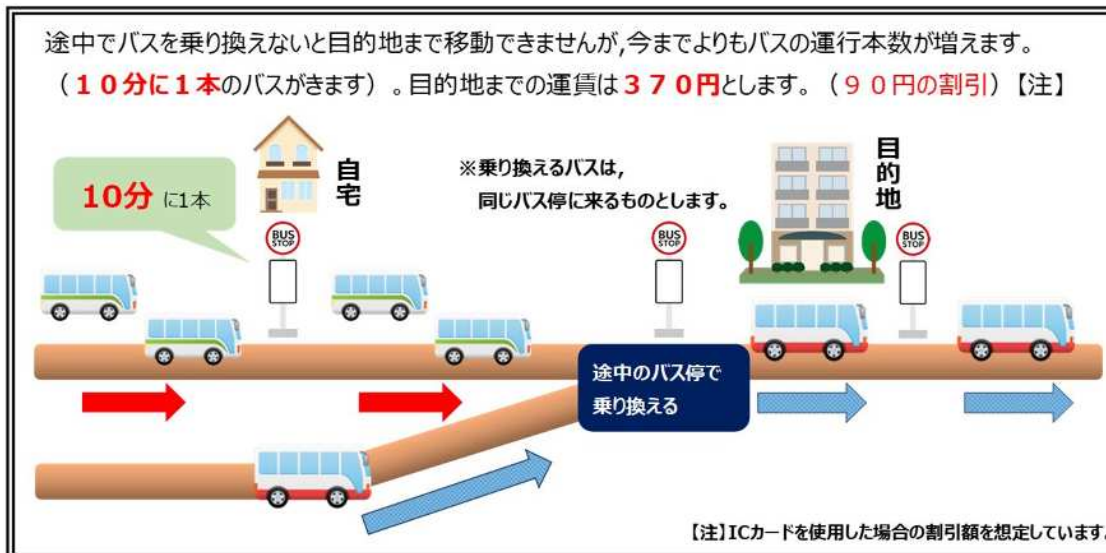 途中でバスを乗り換えないと目的地まで移動できませんが,今までよりもバスの運行本数が増えます。
(10分に1本のバスがきます)。目的地までの運賃は370円とします。(90円の割引)【注】
10分 に1本
自宅
※乗り換えるバスは,
同じバス停に来るものとします。
目的地
BUS
STOP
BUS
STOP
BUS
STOP
途中のバス停で
乗り換える
【注】ICカードを使用した場合の割引額を想定しています。